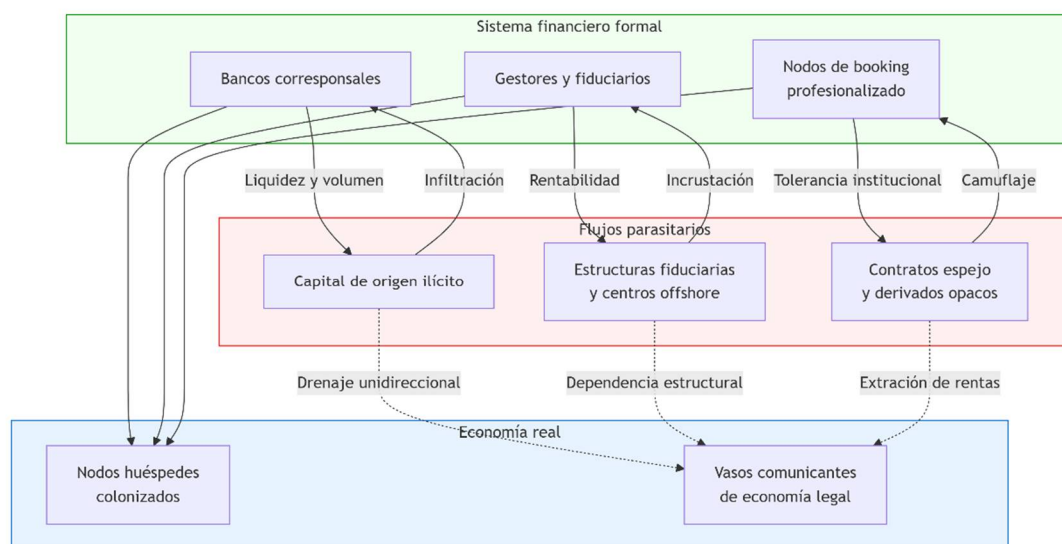 Sistema financiero formal
Bancos corresponsales
Gestores y fiduciarios
Nodos de booking
profesionalizado
Liquidez y volumen
Infiltración
Rentabilidad
Incrustación
Tolerancia institucional
Camuflaje
Flujos parasitarios
Capital de origen ilícito
Estructuras fiduciarias
y centros offshore
Contratos espejo
y derivados opacos
Drenaje unidireccional
Dependencia estructural
Extración de rentas
Economía real
Nodos huéspedes
colonizados
Vasos comunicantes
de economía legal